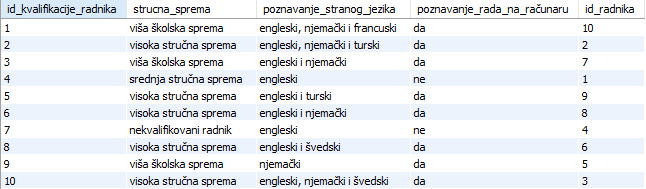 id_kvalifikacije_radnika strucna_sprema poznavanje_stranog_jezika poznavanje_rada_na_računaru id_radnika
1 viša školska sprema engleski, njemački i francuski da 10
2 visoka stručna sprema engleski, njemački i turski da 2
3 viša školska sprema engleski i njemački da 7
4 srednja stručna sprema engleski ne 1
5 visoka stručna sprema engleski i turski da 9
6 visoka stručna sprema engleski i njemački da 8
7 nekvalifikovani radnik engleski ne 4
8 visoka stručna sprema engleski i švedski da 6
9 viša školska sprema njemački da 5
10 visoka stručna sprema engleski, njemački i švedski da 3